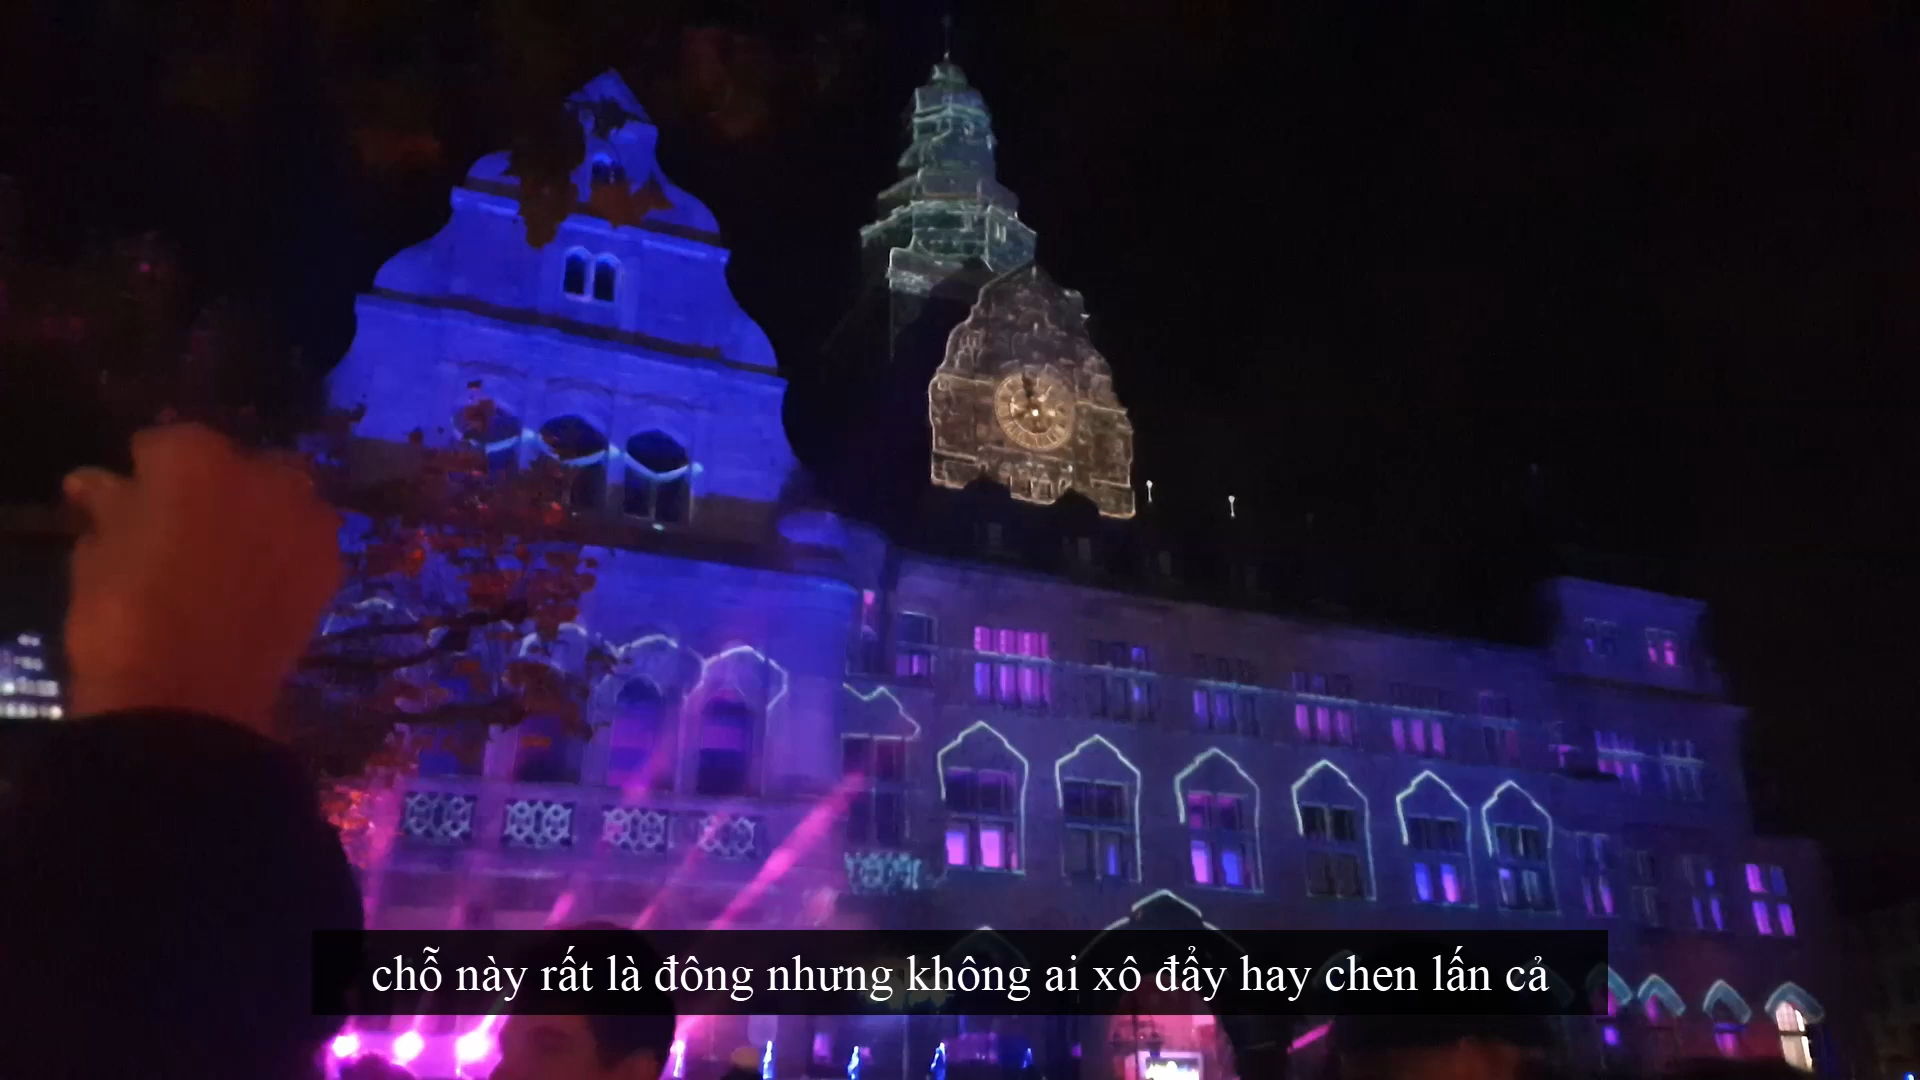 chỗ này rất là đông nhưng không ai xô đẩy hay chen lấn cả